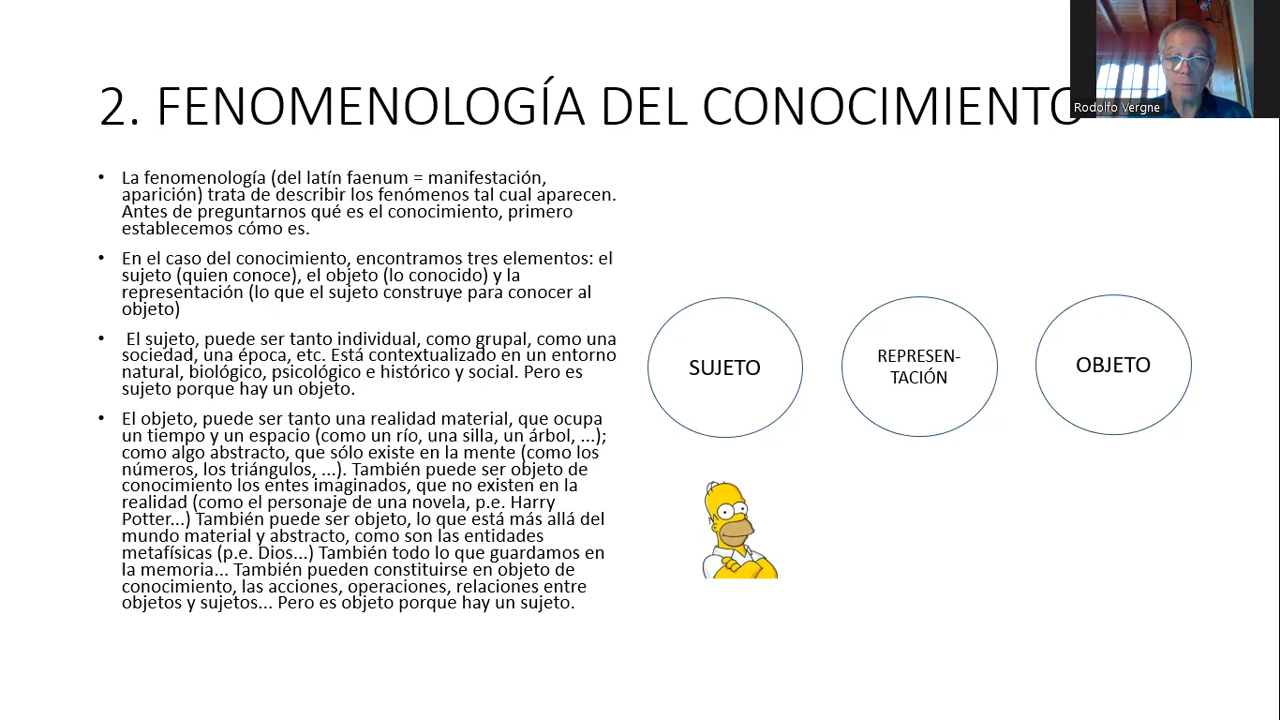 2. FENOMENOLOGÍA DEL CONOCIMIENTO
Rodolfo Vergne
• La fenomenología (del latín faenum = manifestación,
aparición) trata de describir los fenómenos tal cual aparecen.
Antes de preguntarnos qué es el conocimiento, primero
establecemos cómo es.
• En el caso del conocimiento, encontramos tres elementos: el
sujeto (quien conoce), el objeto (lo conocido) y la
representación (lo que el sujeto construye para conocer al
objeto)
• El sujeto, puede ser tanto individual, como grupal, como una
sociedad, una época, etc. Está contextualizado en un entorno
natural, biológico, psicológico e histórico y social. Pero es
sujeto porque hay un objeto.
• El objeto, puede ser tanto una realidad material, que ocupa
un tiempo y un espacio (como un río, una silla, un árbol, ...);
como algo abstracto, que sólo existe en la mente (como los
números, los triángulos, ...). También puede ser objeto de
conocimiento los entes imaginados, que no existen en la
realidad (como el personaje de una novela, p.e. Harry
Potter...) También puede ser objeto, lo que está más allá del
mundo material y abstracto, como son las entidades
metafísicas (p.e. Dios...) También todo lo que guardamos en
la memoria... También pueden constituirse en objeto de
conocimiento, las acciones, operaciones, relaciones entre
objetos y sujetos... Pero es objeto porque hay un sujeto.
SUJETO
REPRESEN-
TACIÓN
OBJETO